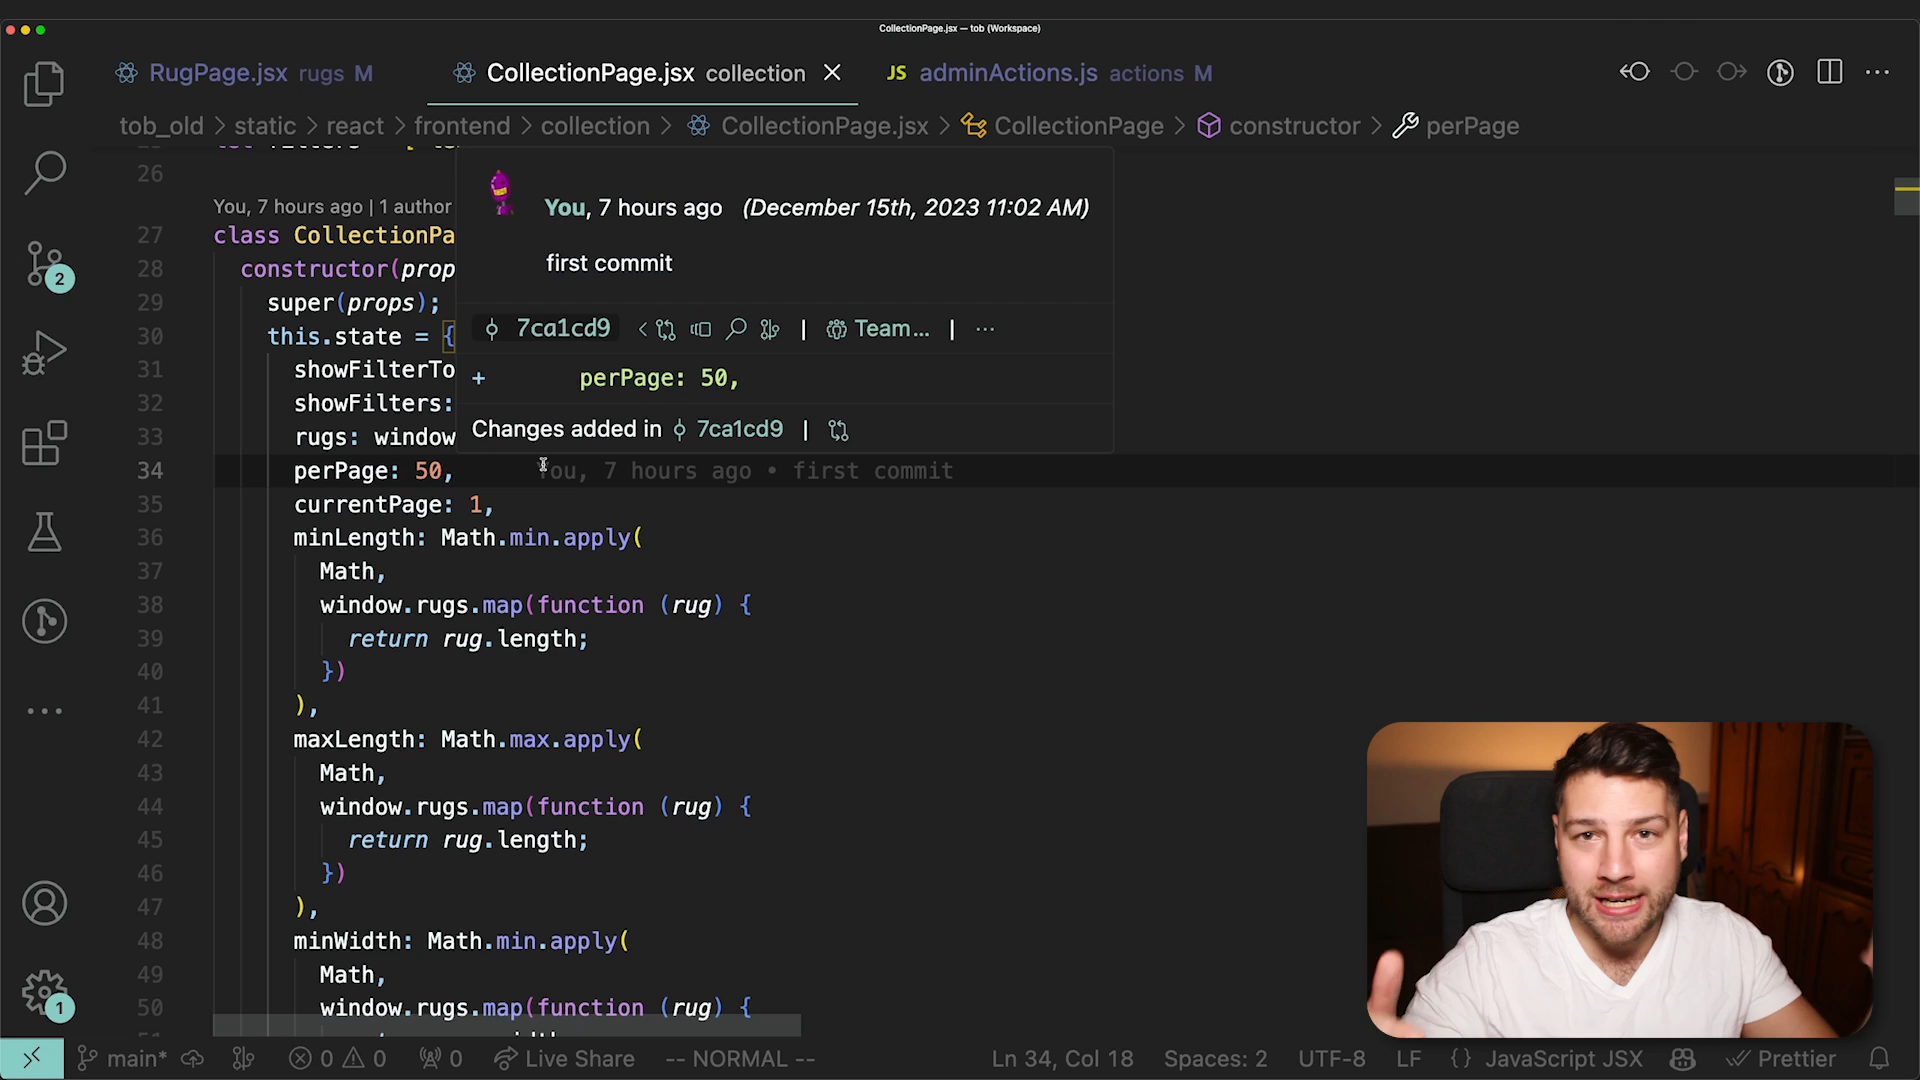 CollectionPage.jsx — tob (Workspace)
RugPage.jsx rugs M
CollectionPage.jsx collection
JS adminActions.js actions M
tob_old > static > react > frontend > collection > CollectionPage.jsx > CollectionPage > constructor > perPage
26
You, 7 hours ago | 1 author
27 class CollectionPa
28 constructor(prop
29 super(props);
30 this.state = {
31 showFilterTo
32 showFilters:
33 rugs: window
34 perPage: 50, You, 7 hours ago • first commit
35 currentPage: 1,
36 minLength: Math.min.apply(
37 Math,
38 window.rugs.map(function (rug) {
39 return rug.length;
40 })
41 ),
42 maxLength: Math.max.apply(
43 Math,
44 window.rugs.map(function (rug) {
45 return rug.length;
46 })
47 ),
48 minWidth: Math.min.apply(
49 Math,
50 window.rugs.map(function (rug) {
You, 7 hours ago (December 15th, 2023 11:02 AM)
first commit
7ca1cd9 | Team... | ...
+ perPage: 50,
Changes added in 7ca1cd9 |
2
1
main* 0 0 0 Live Share -- NORMAL -- Ln 34, Col 18 Spaces: 2 UTF-8 LF {} JavaScript JSX Prettier